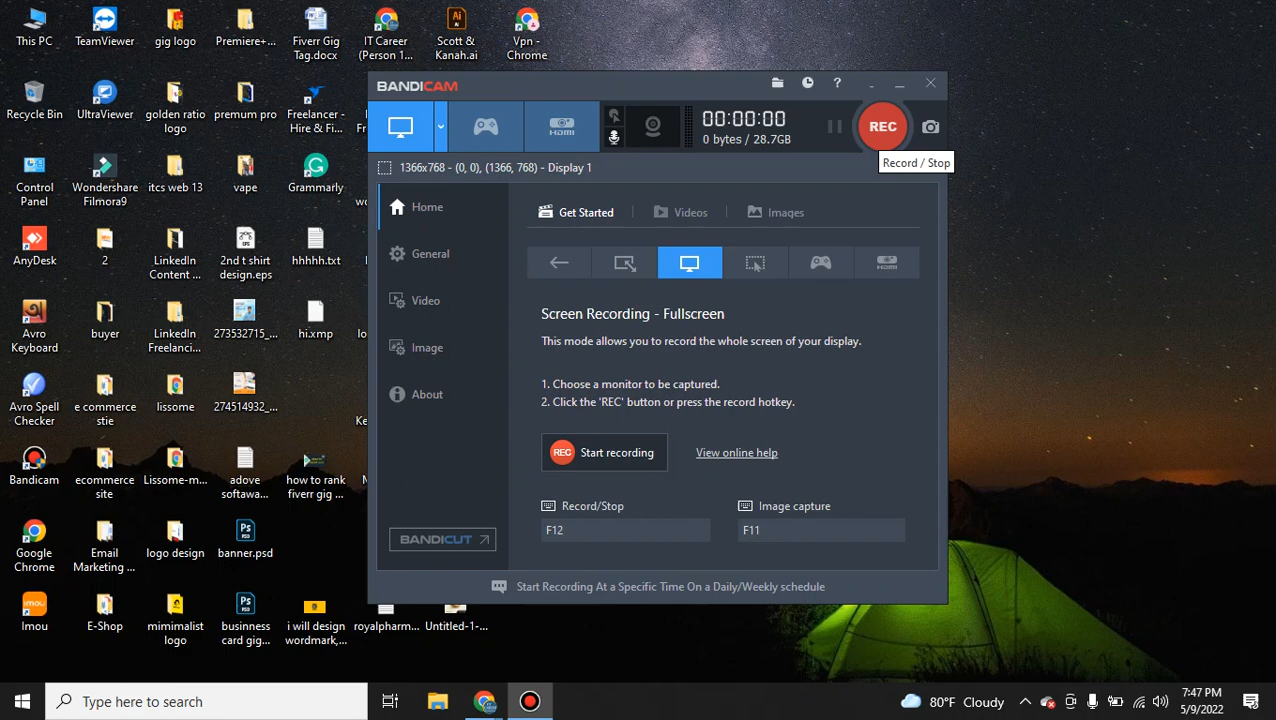 This PC
TeamViewer
gig logo
Premiere+...
Fiverr Gig
Tag.docx
IT Career
(Person 1...
Scott &
Kanah.ai
Vpn -
Chrome
Recycle Bin
UltraViewer
golden ratio
logo
premum pro
Freelancer -
Hire & Fi...
Control
Panel
Wondershare
Filmora9
itcs web 13
vape
Grammarly
AnyDesk
2
LinkedIn
Content ...
2nd t shirt
design.eps
hhhhh.txt
Avro
Keyboard
buyer
LinkedIn
Freelanci...
273532715_...
hi.xmp
Avro Spell
Checker
e commerce
stie
lissome
274514932_...
Bandicam
ecommerce
site
Lissome-m...
adove
softawa...
how to rank
fiverr gig ...
Google
Chrome
Email
Marketing ...
logo design
banner.psd
Imou
E-Shop
mimimalist
logo
businness
card gig...
i will design
wordmark,...
royalpharm...
Untitled-1-...
BANDICAM
?
HDMI
00:00:00
0 bytes / 28.7GB
REC
Record / Stop
1366x768 - (0, 0), (1366, 768) - Display 1
Home
General
Video
Image
About
BANDICUT
Get Started
Videos
Images
HDMI
Screen Recording - Fullscreen
This mode allows you to record the whole screen of your display.
1. Choose a monitor to be captured.
2. Click the 'REC' button or press the record hotkey.
REC Start recording
View online help
Record/Stop
Image capture
F12
F11
Start Recording At a Specific Time On a Daily/Weekly schedule
Type here to search
80°F Cloudy
7:47 PM
5/9/2022